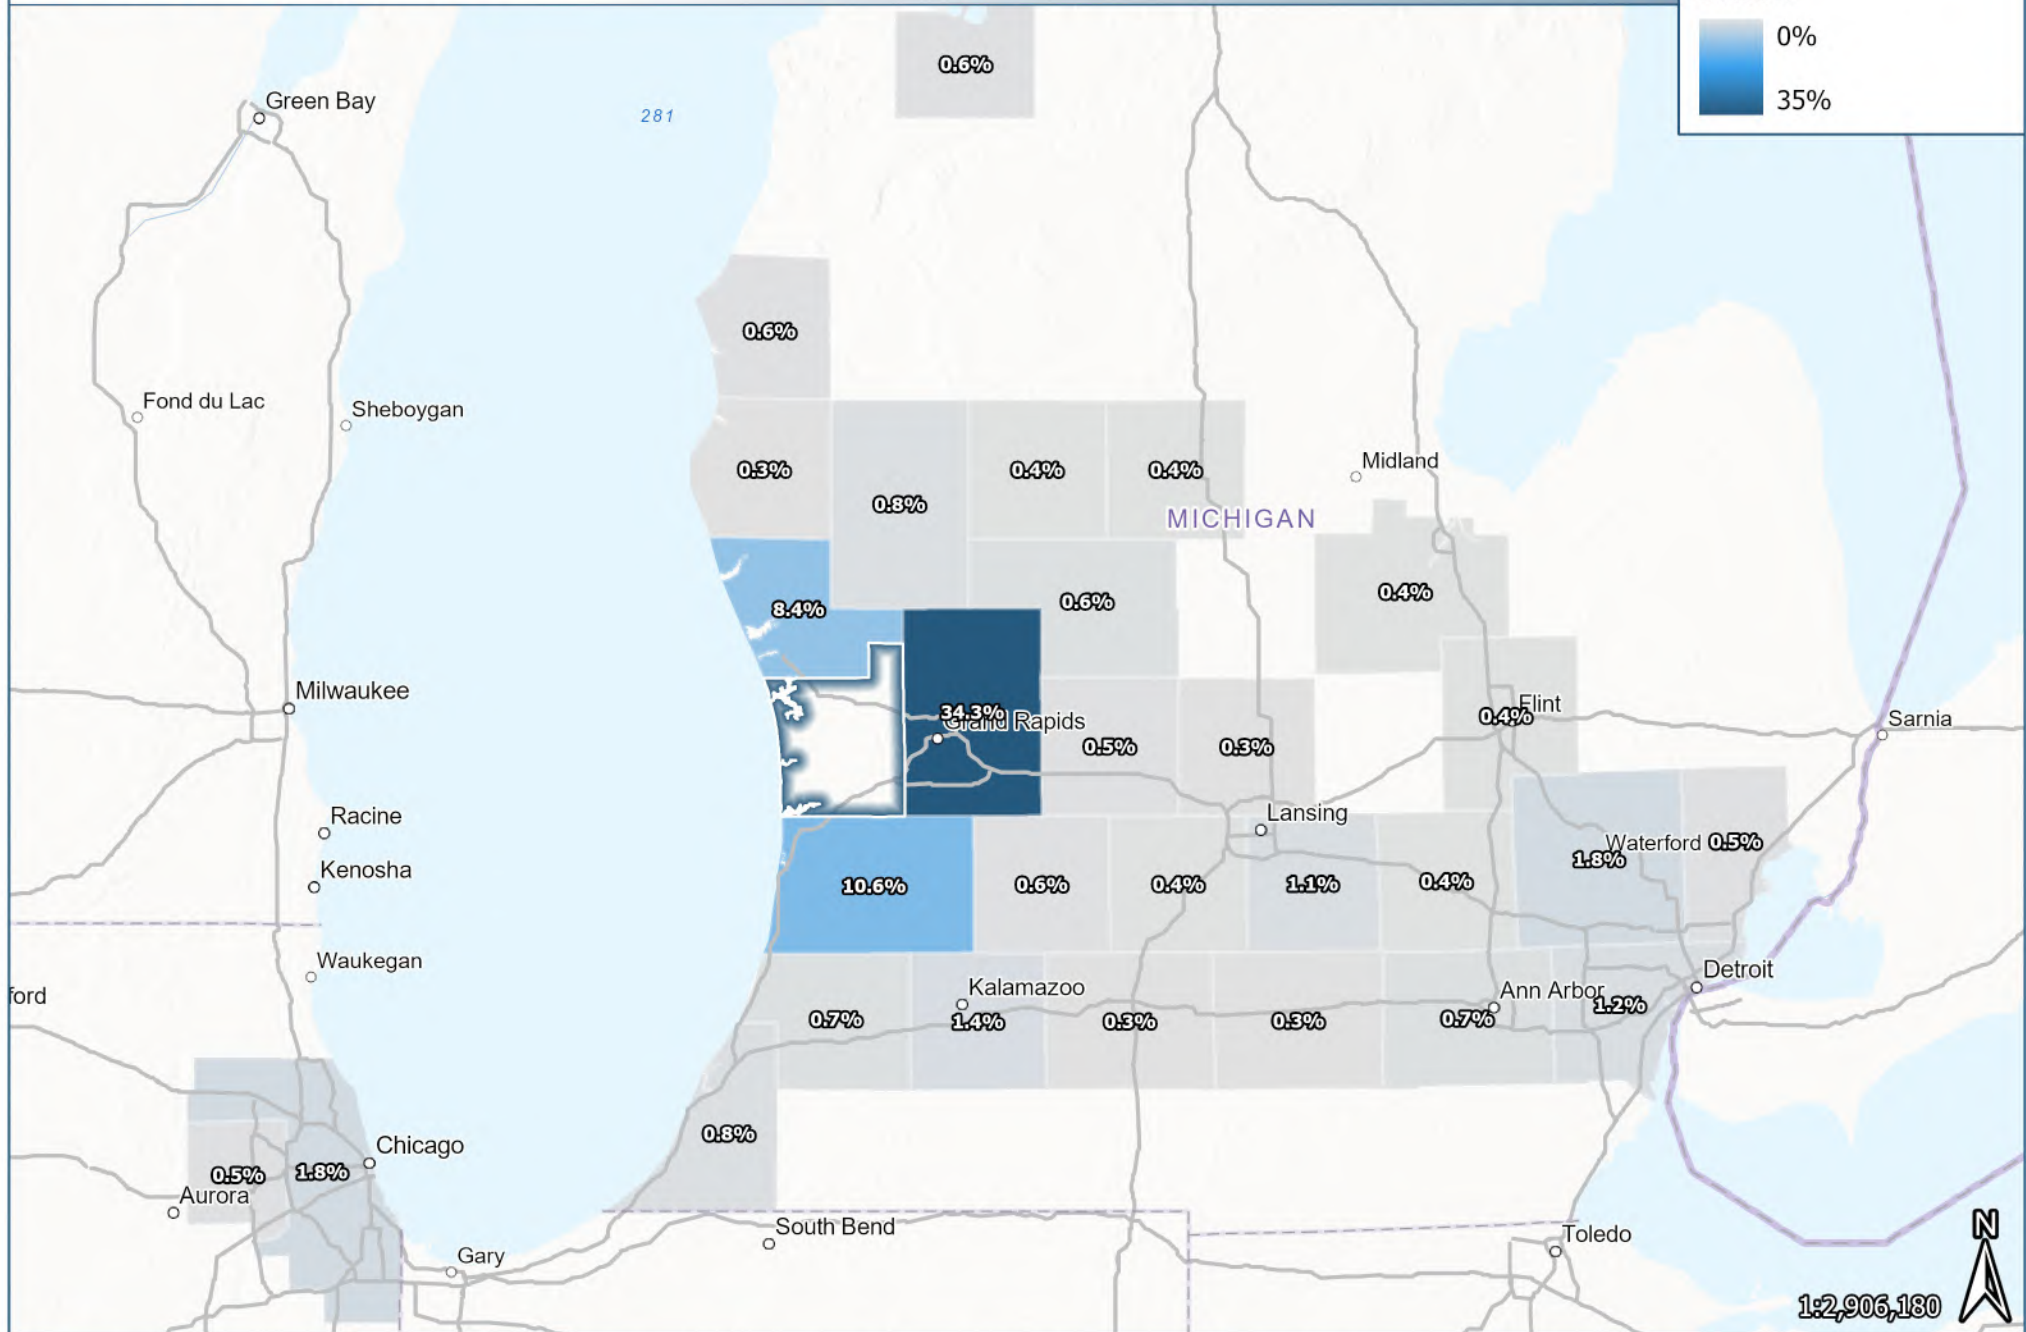 0%
35%
0.6%
Green Bay
281
0.6%
Fond du Lac
Sheboygan
0.3%
0.8%
0.4%
0.4%
Midland
MICHIGAN
8.4%
0.6%
0.4%
Milwaukee
34.3%
Grand Rapids
0.5%
0.3%
0.4%
Flint
Sarnia
Racine
Kenosha
Lansing
10.6%
0.6%
0.4%
1.1%
0.4%
1.8%
Waterford
0.5%
Waukegan
ford
Kalamazoo
Ann Arbor
Detroit
0.7%
1.4%
0.3%
0.3%
0.7%
1.2%
0.8%
Chicago
0.5%
1.8%
Aurora
Gary
South Bend
Toledo
N
1:2,906,180